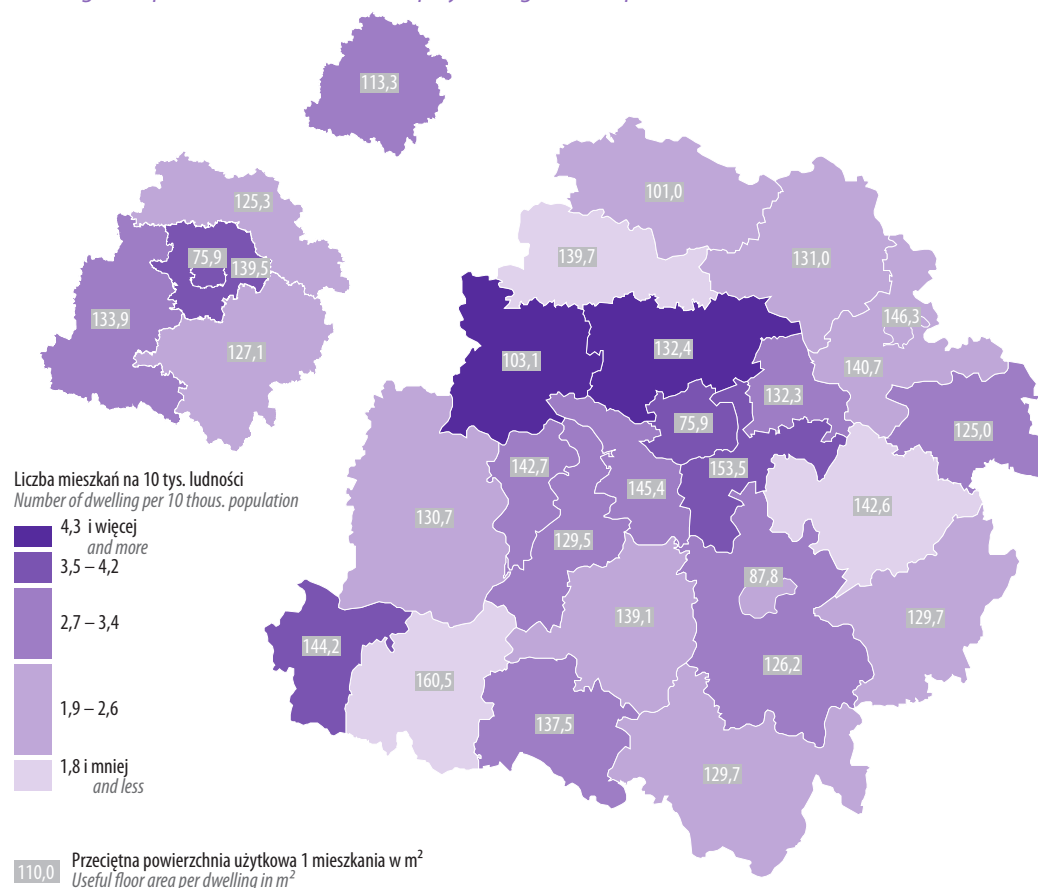 113,3
125,3
75,9
139,5
133,9
127,1
101,0
139,7
131,0
146,3
103,1
132,4
140,7
132,3
75,9
125,0
142,7
153,5
145,4
142,6
130,7
129,5
87,8
139,1
129,7
144,2
126,2
160,5
137,5
129,7
Liczba mieszkań na 10 tys. ludności
Number of dwelling per 10 thous. population
4,3 i więcej
and more
3,5 – 4,2
2,7 – 3,4
1,9 – 2,6
1,8 i mniej
and less
110,0 Przeciętna powierzchnia użytkowa 1 mieszkania w m²
Useful floor area per dwelling in m²